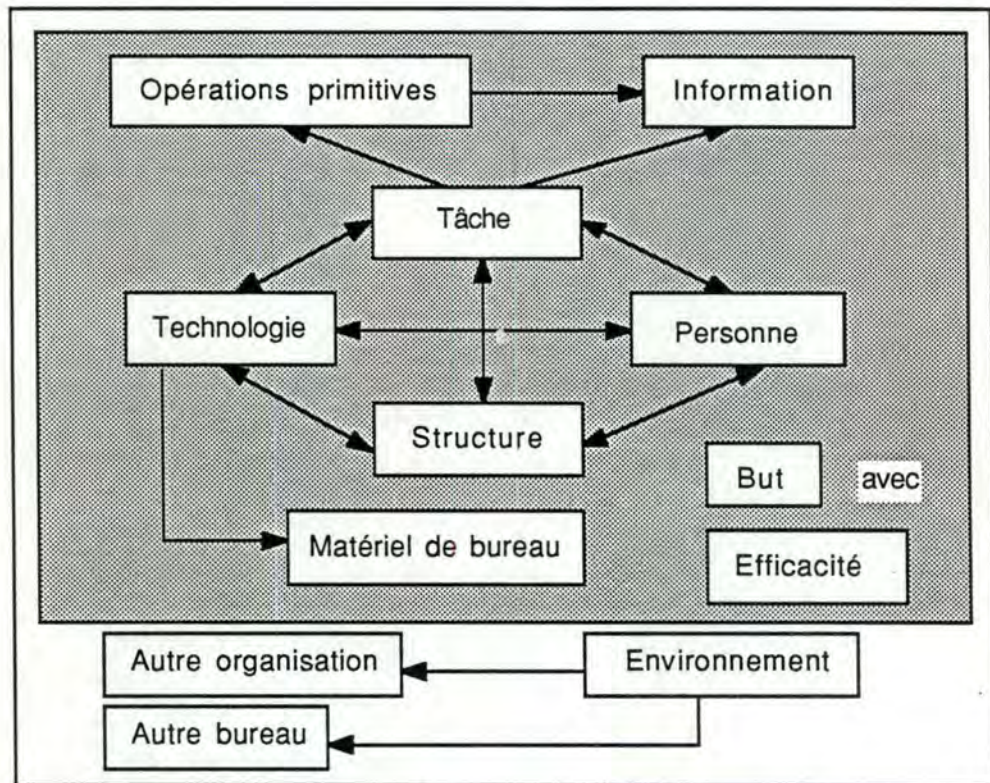 Opérations primitives
Information
Tâche
Technologie
Personne
Structure
But
avec
Matériel de bureau
Efficacité
Autre organisation
Environnement
Autre bureau